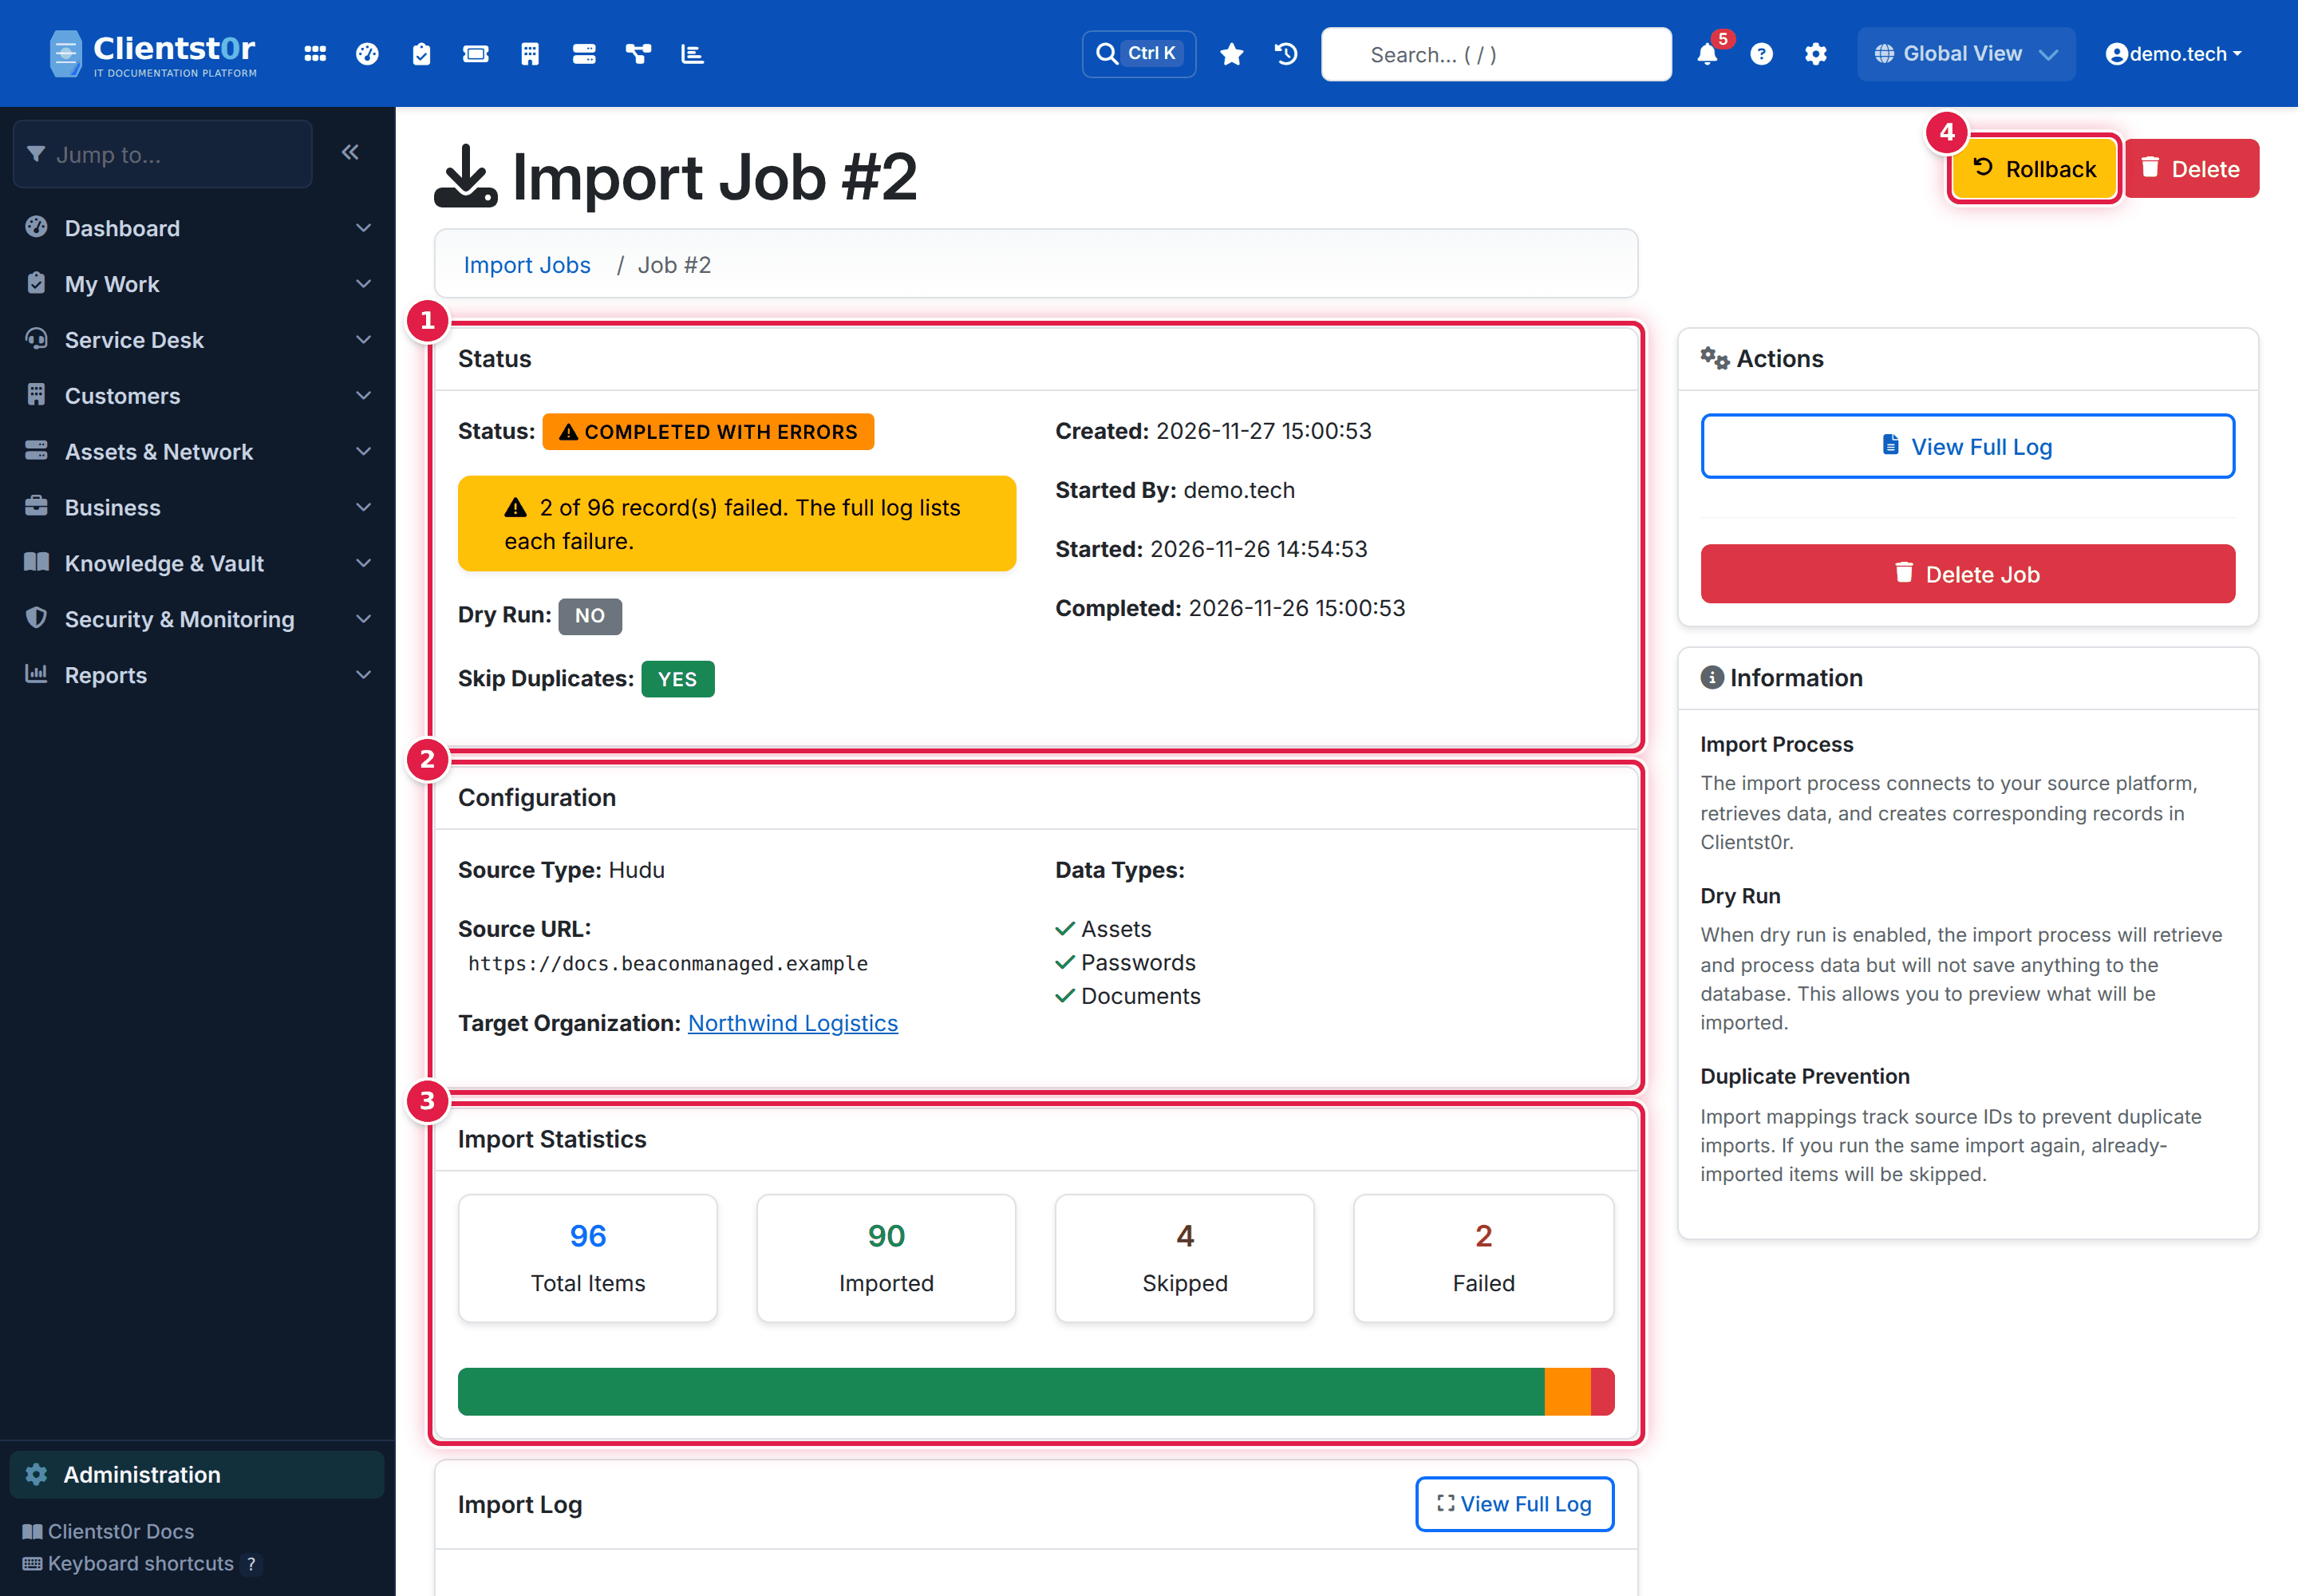 Clientst0r
IT DOCUMENTATION PLATFORM
Ctrl K
Search... ( / )
5
?
Global View
demo.tech
Jump to...
Dashboard
My Work
Service Desk
Customers
Assets & Network
Business
Knowledge & Vault
Security & Monitoring
Reports
Administration
Clientst0r Docs
Keyboard shortcuts ?
Import Job #2
4
Rollback
Delete
Import Jobs / Job #2
1
Status
Status: COMPLETED WITH ERRORS
2 of 96 record(s) failed. The full log lists
each failure.
Dry Run: NO
Skip Duplicates: YES
Created: 2026-11-27 15:00:53
Started By: demo.tech
Started: 2026-11-26 14:54:53
Completed: 2026-11-26 15:00:53
2
Configuration
Source Type: Hudu
Source URL:
https://docs.beaconmanaged.example
Target Organization: Northwind Logistics
Data Types:
Assets
Passwords
Documents
3
Import Statistics
96
Total Items
90
Imported
4
Skipped
2
Failed
Import Log
View Full Log
Actions
View Full Log
Delete Job
Information
Import Process
The import process connects to your source platform,
retrieves data, and creates corresponding records in
Clientst0r.
Dry Run
When dry run is enabled, the import process will retrieve
and process data but will not save anything to the
database. This allows you to preview what will be
imported.
Duplicate Prevention
Import mappings track source IDs to prevent duplicate
imports. If you run the same import again, already-
imported items will be skipped.